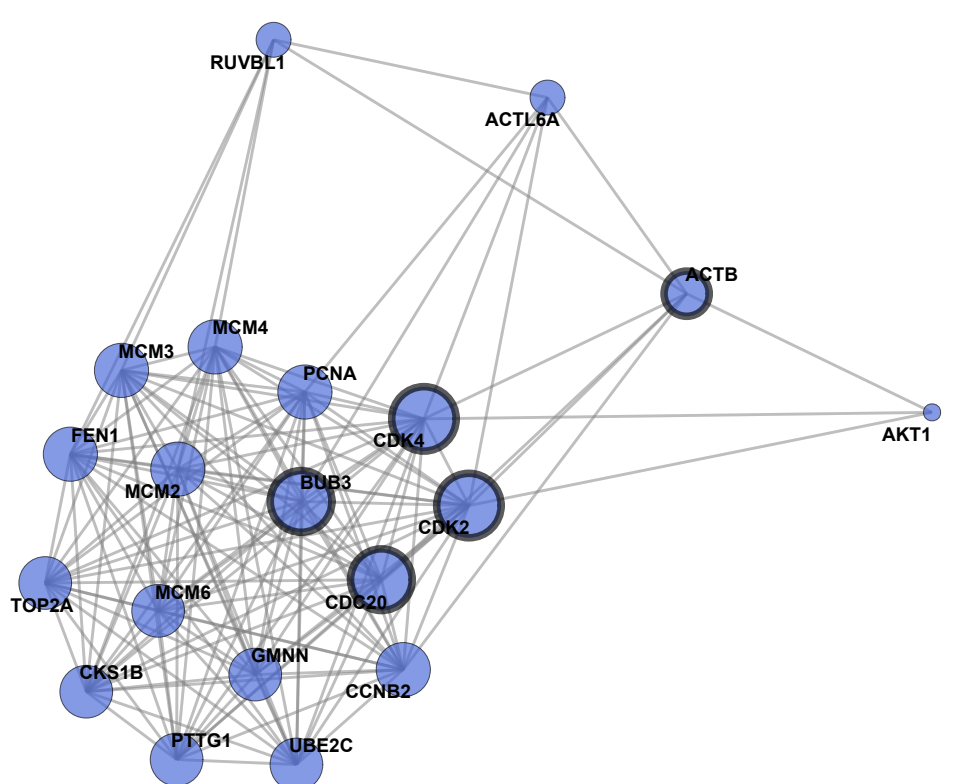 RUVBL1
ACTL6A
ACTB
MCM4
MCM3
PCNA
AKT1
FEN1
CDK4
BUB3
MCM2
CDK2
MCM6
CDC20
TOP2A
GMNN
CKS1B
CCNB2
PTTG1
UBE2C